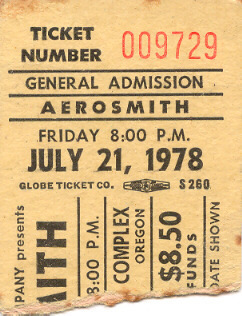 TICKET NUMBER 009729
GENERAL ADMISSION
AEROSMITH
FRIDAY 8:00 P.M.
JULY 21, 1978
GLOBE TICKET CO. S260
PANY presents
ITH
8:00 P.M.
COMPLEX
OREGON
$8.50
FUNDS
DATE SHOWN